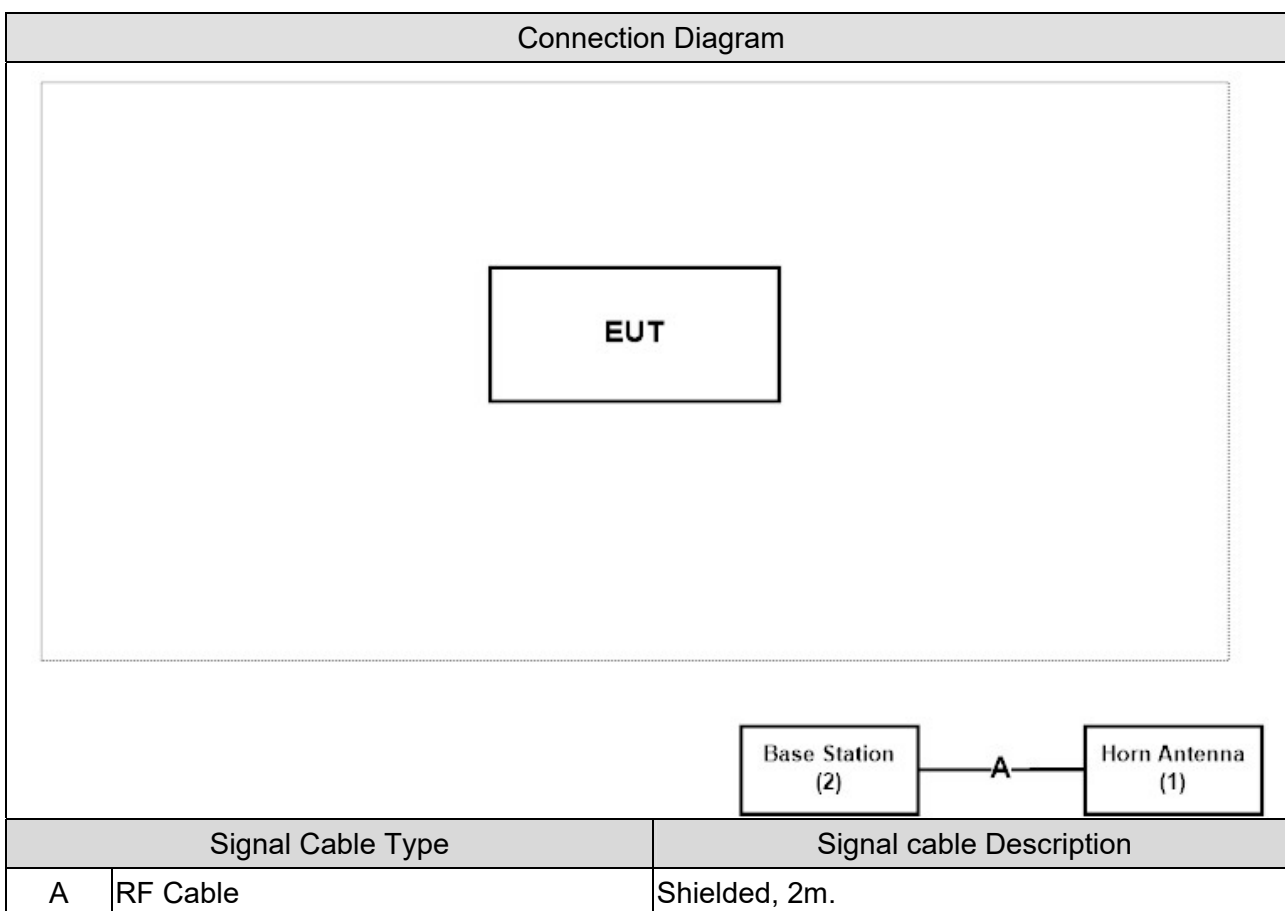 Connection Diagram
EUT
Base Station
(2)
A
Horn Antenna
(1)
Signal Cable Type Signal cable Description
A RF Cable Shielded, 2m.